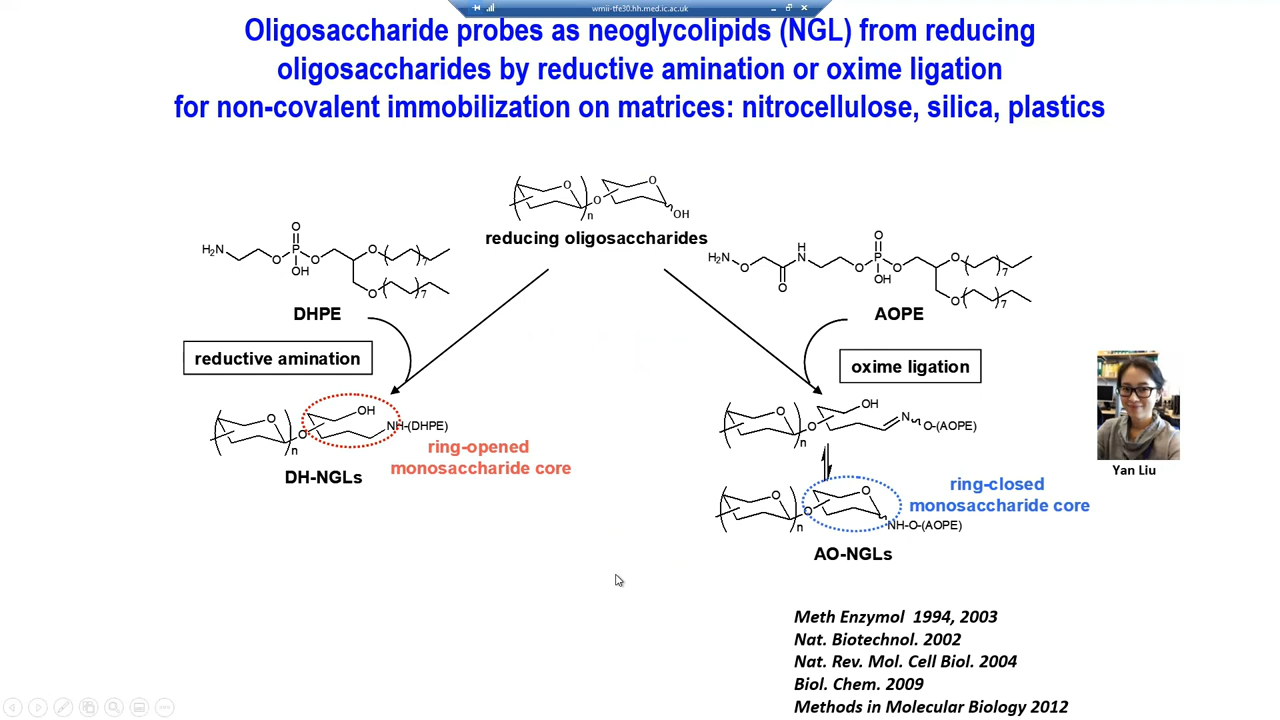 wmii-tfe30.hh.med.ic.ac.uk
Oligosaccharide probes as neoglycolipids (NGL) from reducing
oligosaccharides by reductive amination or oxime ligation
for non-covalent immobilization on matrices: nitrocellulose, silica, plastics
O
O
O
n
OH
reducing oligosaccharides
H₂N
O
O
P
OH
O
O
7
O
7
DHPE
H₂N
O
O
H
N
O
O
P
OH
O
O
7
O
7
AOPE
reductive amination
oxime ligation
O
n
O
OH
NH-(DHPE)
ring-opened
monosaccharide core
DH-NGLs
O
n
O
OH
N
O-(AOPE)
O
n
O
O
NH-O-(AOPE)
ring-closed
monosaccharide core
AO-NGLs
Yan Liu
Meth Enzymol 1994, 2003
Nat. Biotechnol. 2002
Nat. Rev. Mol. Cell Biol. 2004
Biol. Chem. 2009
Methods in Molecular Biology 2012